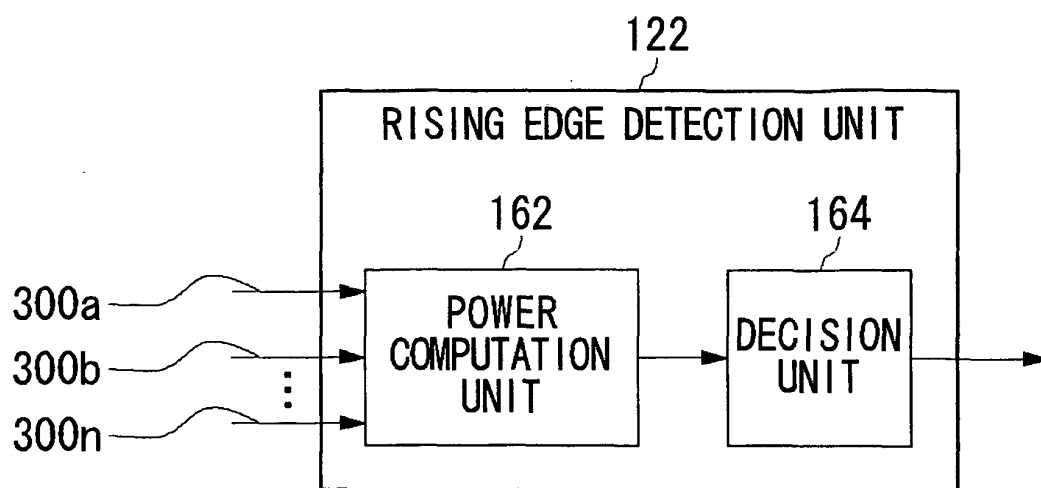 122
RISING EDGE DETECTION UNIT
162
164
300a
300b
300n
POWER
COMPUTATION
UNIT
DECISION
UNIT